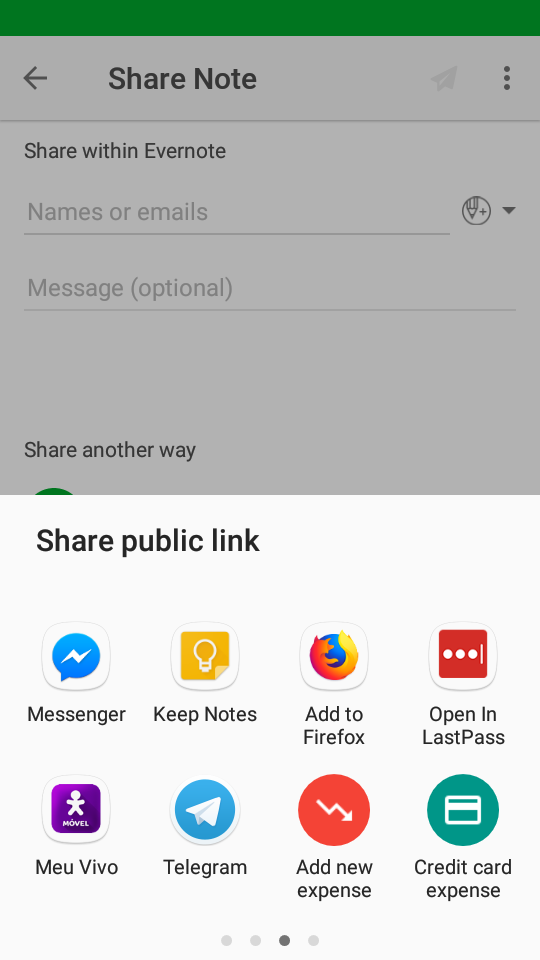 Share Note
Share within Evernote
Names or emails
Message (optional)
Share another way
Share public link
Messenger
Keep Notes
Add to
Firefox
Open In
LastPass
MÓVEL
Meu Vivo
Telegram
Add new
expense
Credit card
expense